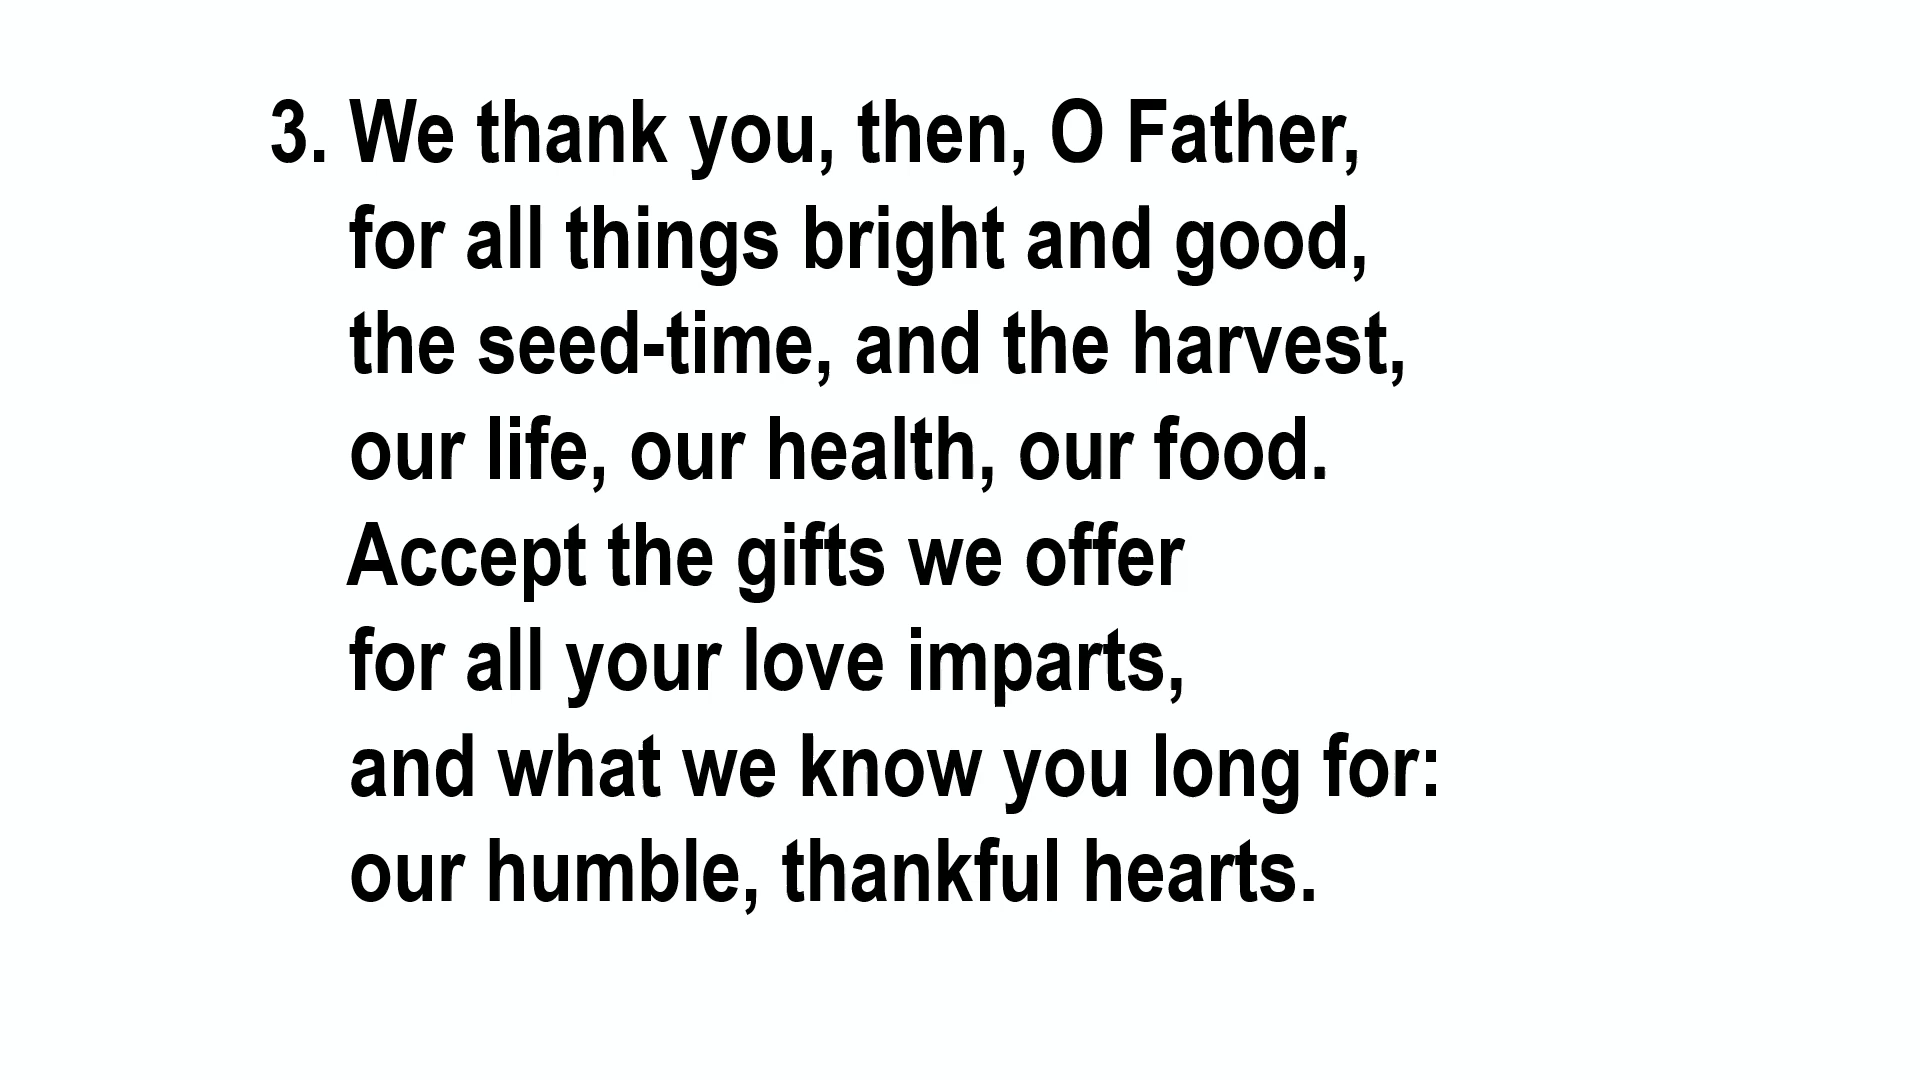 3. We thank you, then, O Father,
for all things bright and good,
the seed-time, and the harvest,
our life, our health, our food.
Accept the gifts we offer
for all your love imparts,
and what we know you long for:
our humble, thankful hearts.